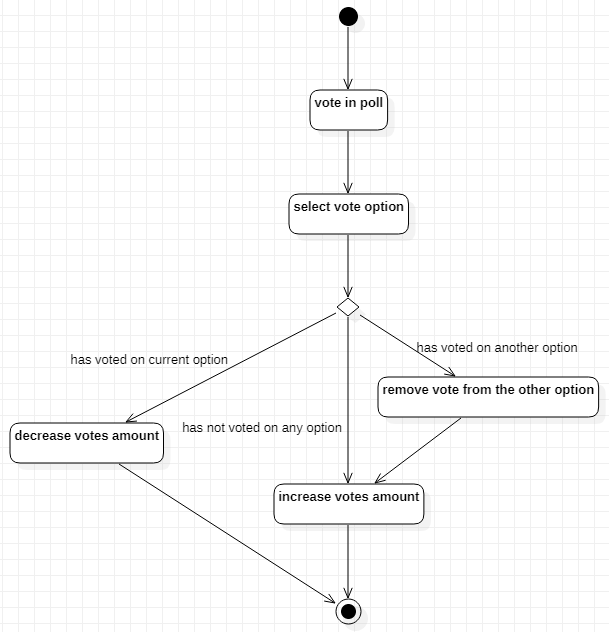 vote in poll
select vote option
has voted on another option
has voted on current option
remove vote from the other option
has not voted on any option
decrease votes amount
increase votes amount